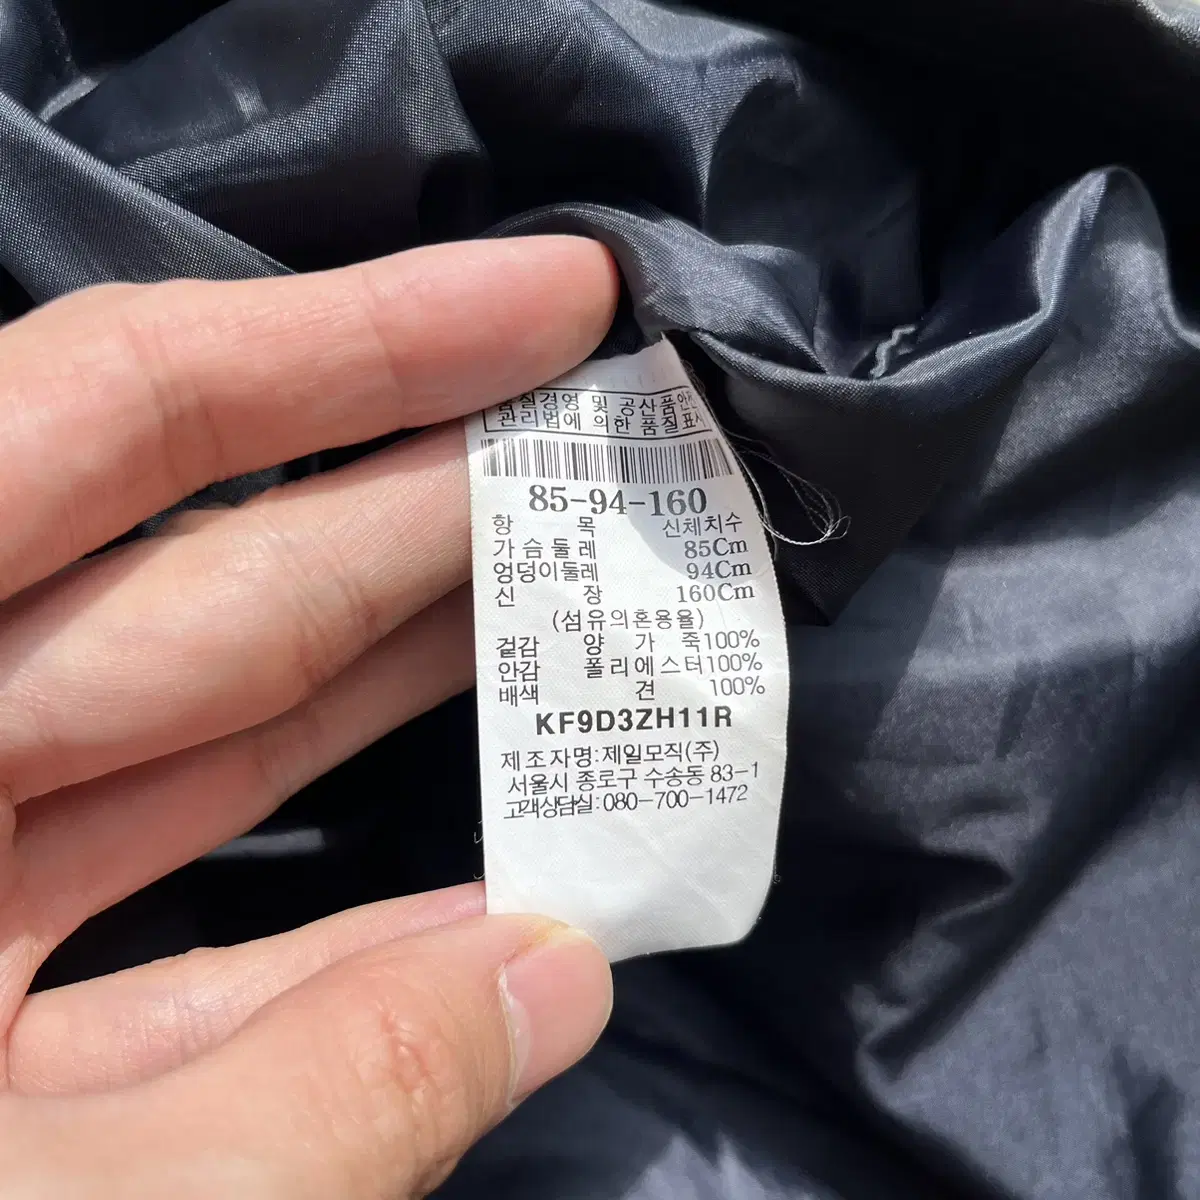 품질경영 및 공산품안전
관리법에 의한 품질표시
85-94-160
항 목 신체치수
가슴둘레 85Cm
엉덩이둘레 94Cm
신 장 160Cm
(섬유의혼용율)
겉감 양 가 죽100%
안감 폴리에스터100%
배색 견 100%
KF9D3ZH11R
제조자명:제일모직(주)
서울시 종로구 수송동 83-1
고객상담실:080-700-1472